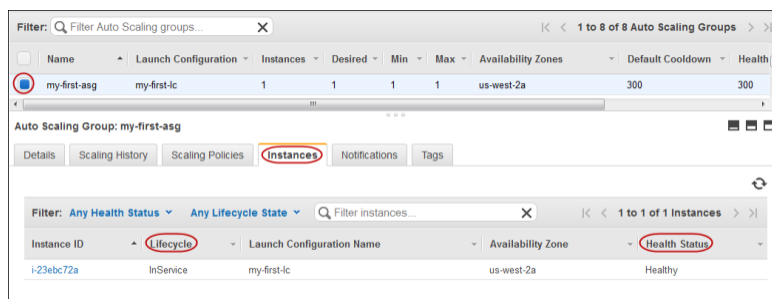 Filter: Filter Auto Scaling groups... 1 to 8 of 8 Auto Scaling Groups
Name Launch Configuration Instances Desired Min Max Availability Zones Default Cooldown Health
my-first-asg my-first-lc 1 1 1 1 us-west-2a 300 300
Auto Scaling Group: my-first-asg
Details Scaling History Scaling Policies Instances Notifications Tags
Filter: Any Health Status Any Lifecycle State Filter instances... 1 to 1 of 1 Instances
Instance ID Lifecycle Launch Configuration Name Availability Zone Health Status
i-23ebc72a InService my-first-lc us-west-2a Healthy